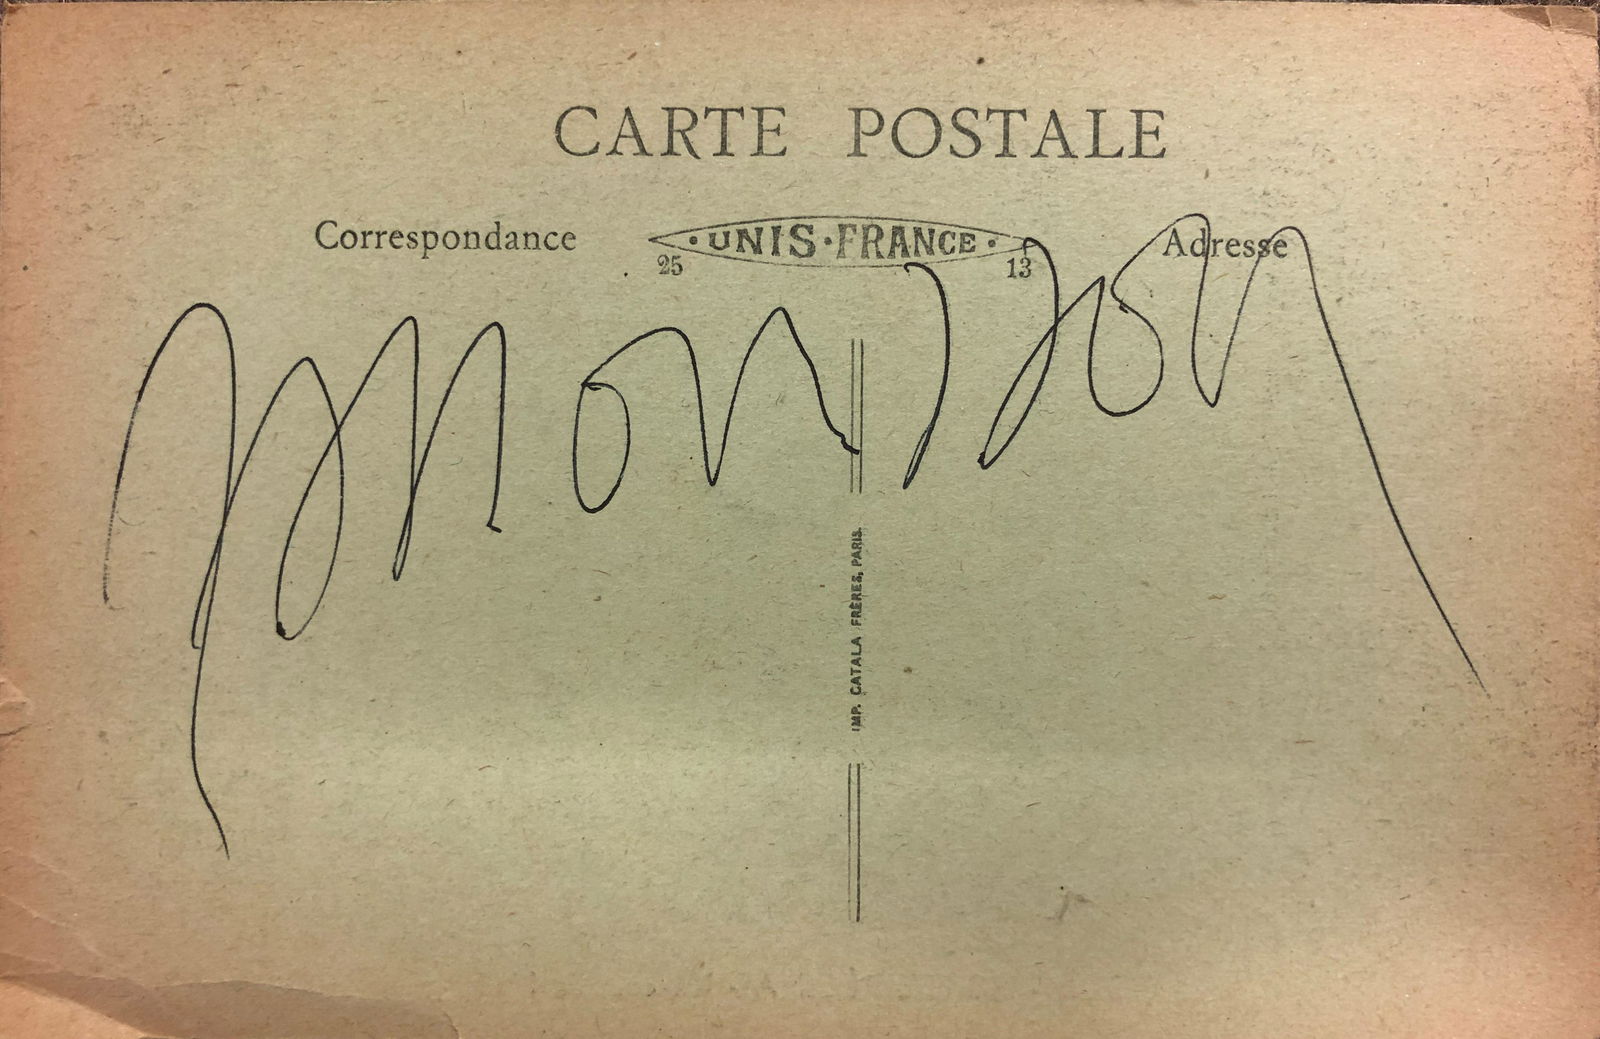 CARTE POSTALE
Correspondance
· UNIS · FRANCE ·
25 13
Adresse
IMP. CATALA FRÈRES, PARIS.